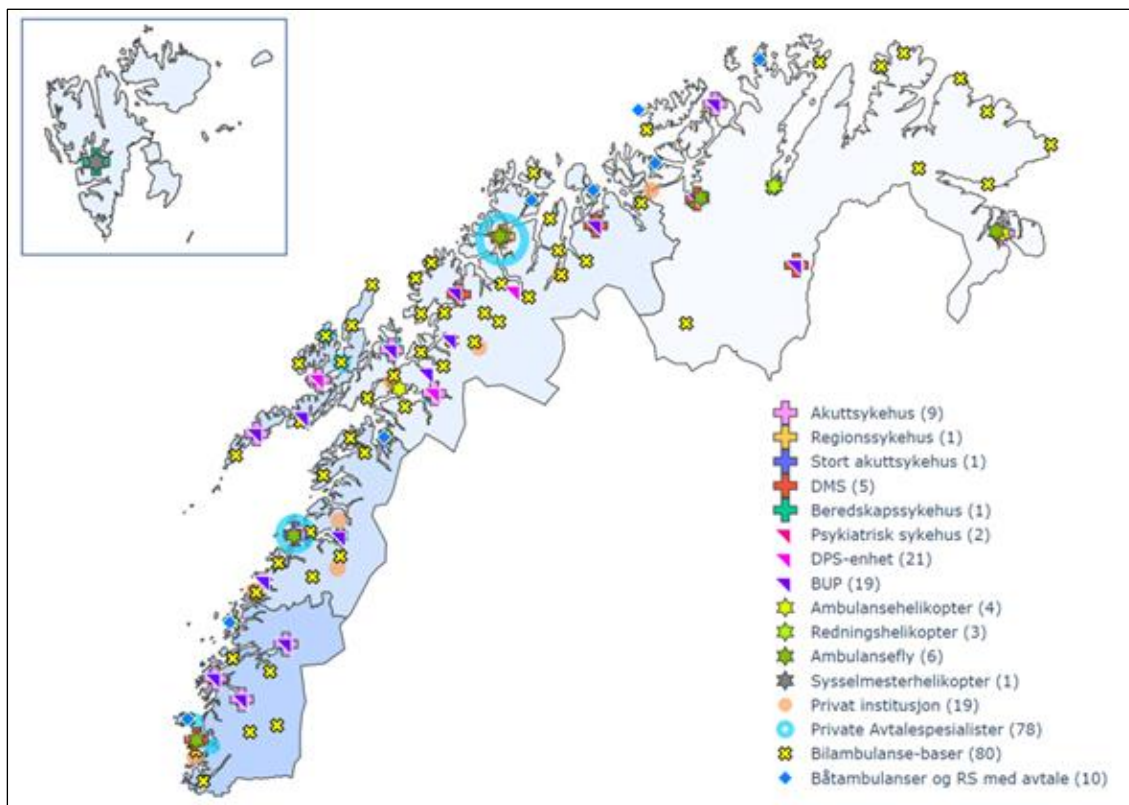 Akuttsykehus (9)
Regionssykehus (1)
Stort akuttsykehus (1)
DMS (5)
Beredskapssykehus (1)
Psykiatrisk sykehus (2)
DPS-enhet (21)
BUP (19)
Ambulansehelikopter (4)
Redningshelikopter (3)
Ambulansefly (6)
Sysselmesterhelikopter (1)
Privat institusjon (19)
Private Avtalespesialister (78)
Bilambulanse-baser (80)
Båtambulanser og RS med avtale (10)